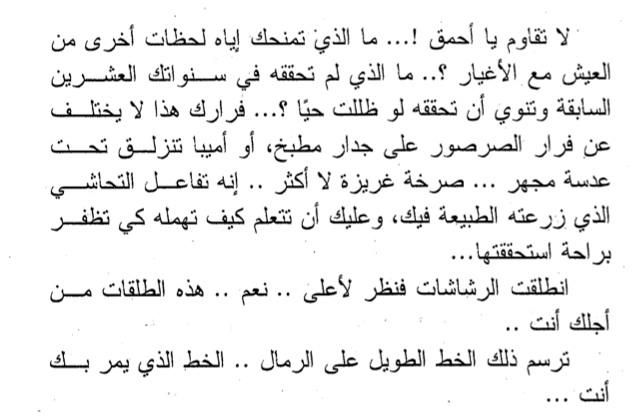 لا تقاوم يا أحمق !... ما الذي تمنحك إياه لحظات أخرى من
العيش مع الأغيار ؟.. ما الذي لم تحققه في سنواتك العشرين
السابقة وتنوي أن تحققه لو ظللت حيًا ؟... فرارك هذا لا يختلف
عن فرار الصرصور على جدار مطبخ، أو أميبا تنزلق تحت
عدسة مجهر ... صرخة غريزة لا أكثر .. إنه تفاعل التحاشي
الذي زرعته الطبيعة فيك، وعليك أن تتعلم كيف تهمله كي تظفر
براحة استحققتها...
انطلقت الرشاشات فنظر لأعلى .. نعم .. هذه الطلقات من
أجلك أنت ..
ترسم ذلك الخط الطويل على الرمال .. الخط الذي يمر بك
أنت ...